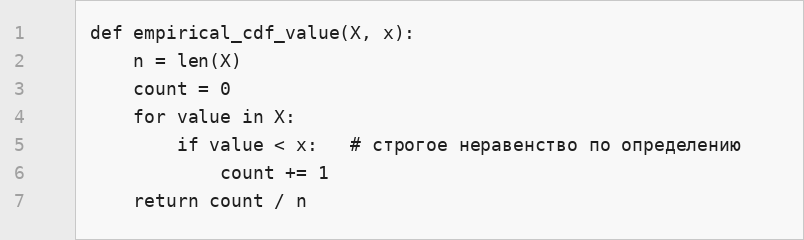 1 def empirical_cdf_value(X, x):
2     n = len(X)
3     count = 0
4     for value in X:
5         if value < x:   # строгое неравенство по определению
6             count += 1
7     return count / n